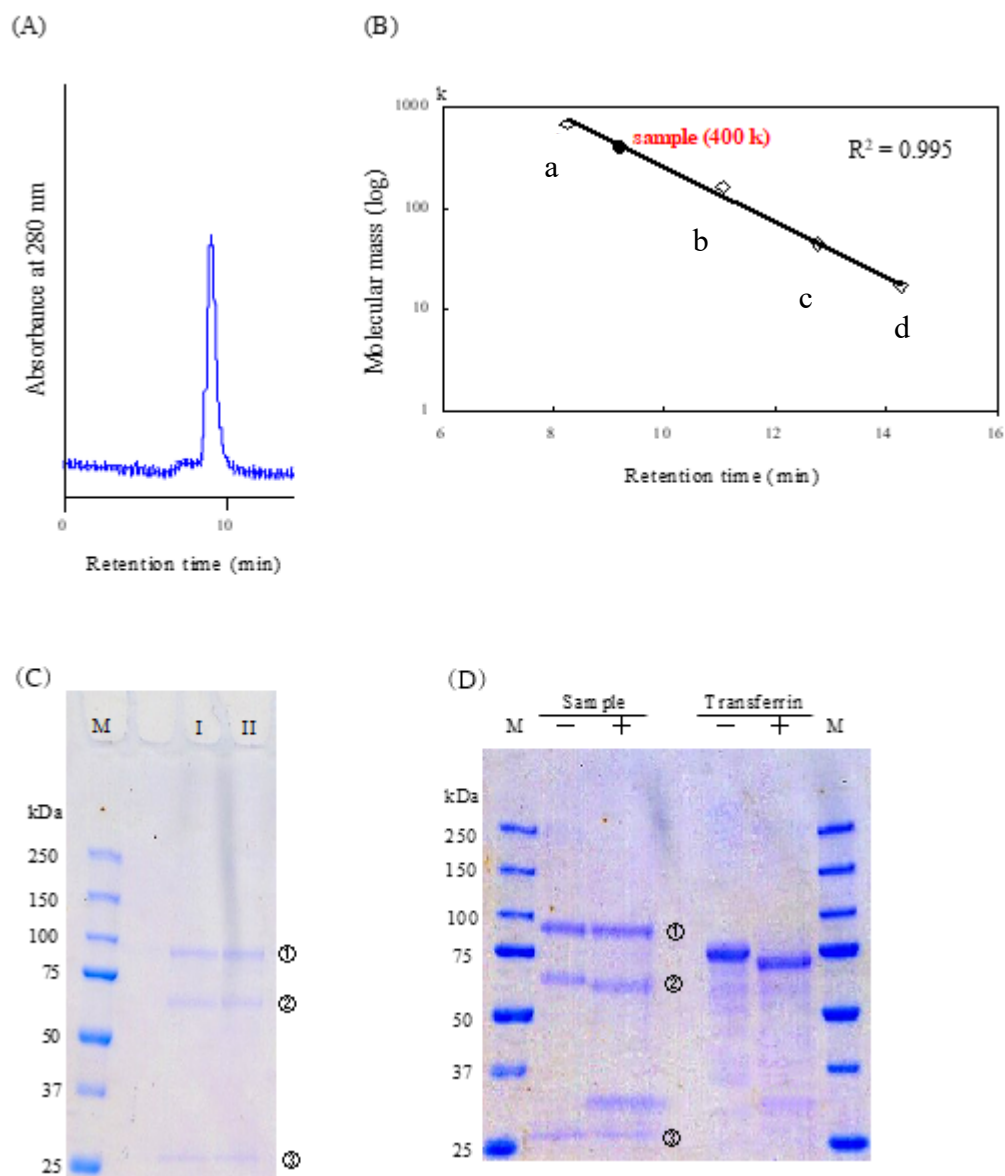 (A)
Absorbance at 280 nm
0
10
Retention time (min)
(B)
k
1000
100
10
1
Molecular mass (log)
sample (400 k)
R² = 0.995
a
b
c
d
6
8
10
12
14
16
Retention time (min)
(C)
M
I
II
kDa
250
150
100
75
50
37
25
①
②
③
(D)
Sample
Transferrin
M
−
+
−
+
M
kDa
250
150
100
75
50
37
25
①
②
③